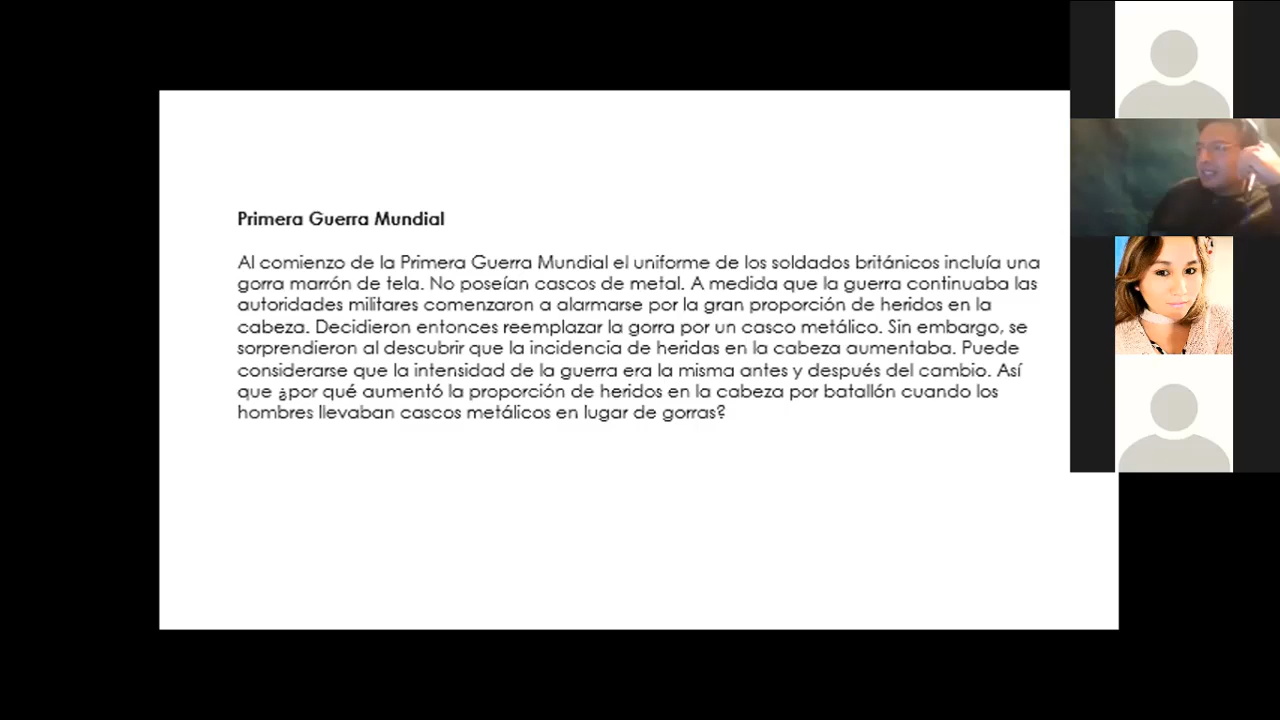 Primera Guerra Mundial
Al comienzo de la Primera Guerra Mundial el uniforme de los soldados británicos incluía una
gorra marrón de tela. No poseían cascos de metal. A medida que la guerra continuaba las
autoridades militares comenzaron a alarmarse por la gran proporción de heridos en la
cabeza. Decidieron entonces reemplazar la gorra por un casco metálico. Sin embargo, se
sorprendieron al descubrir que la incidencia de heridas en la cabeza aumentaba. Puede
considerarse que la intensidad de la guerra era la misma antes y después del cambio. Así
que ¿por qué aumentó la proporción de heridos en la cabeza por batallón cuando los
hombres llevaban cascos metálicos en lugar de gorras?